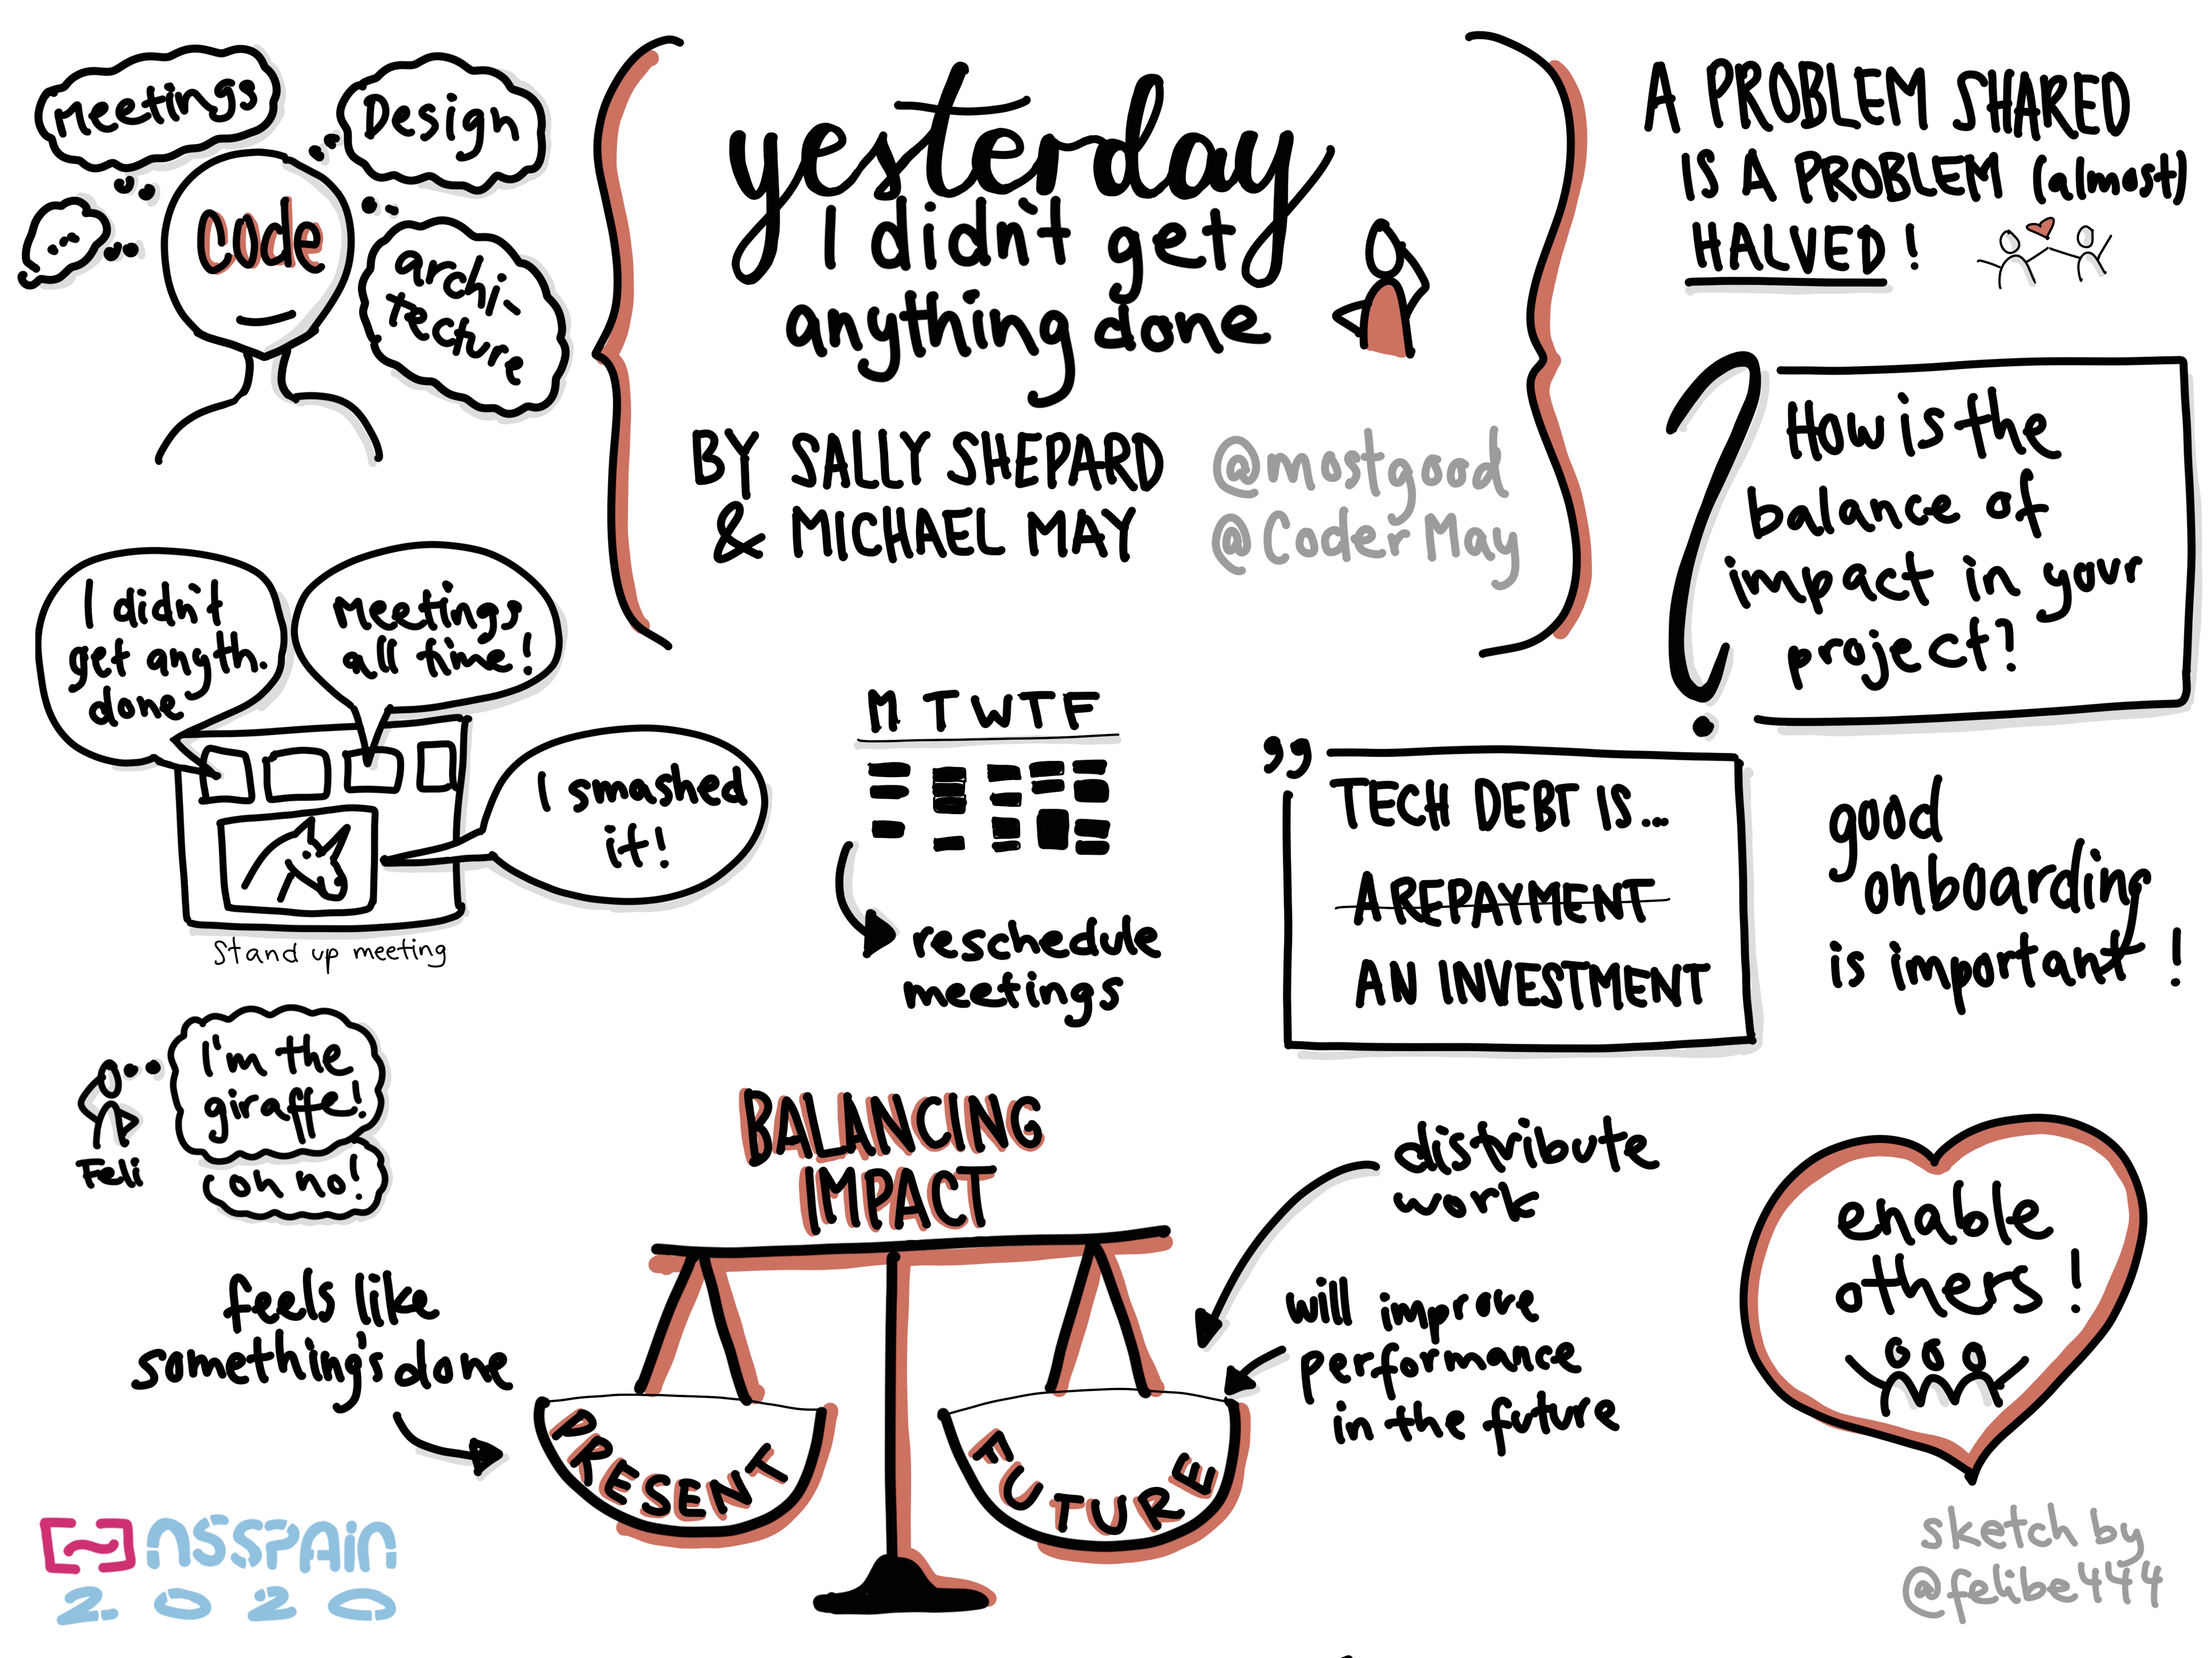 Meetings
Design
...
Code
archi-
tecture
yesterday
I didn't get
anything done
BY SALLY SHEPARD
& MICHAEL MAY
@mostgood
@CoderMay
A PROBLEM SHARED
IS A PROBLEM (almost)
HALVED!
How is the
balance of
impact in your
project?
I didn't
get anyth.
done
Meetings
all time!
I smashed
it!
Stand up meeting
M T W T F
reschedule
meetings
"
TECH DEBT IS...
A REPAYMENT
AN INVESTMENT
good
onboarding
is important!
I'm the
giraffe!
oh no!
Feli
BALANCING
IMPACT
feels like
something's done
PRESENT
FUTURE
distribute
work
will improve
performance
in the future
enable
others!
NSSPAIN
2020
sketch by
@felibe444